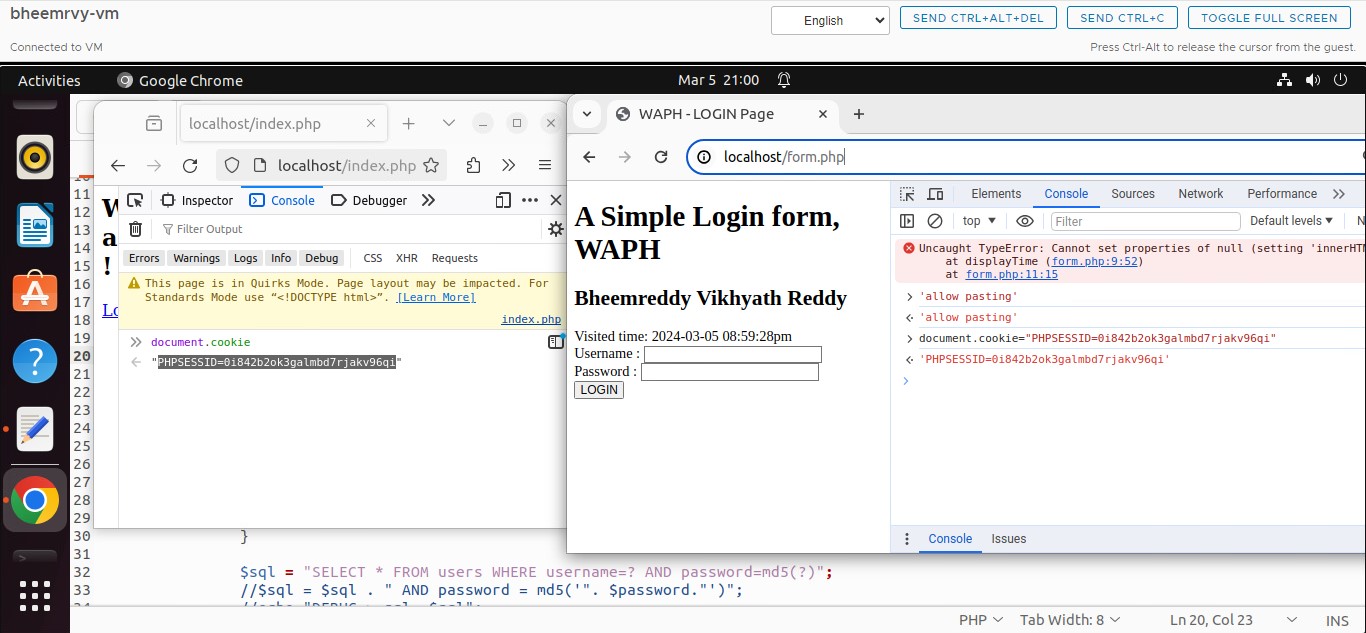 bheemrvy-vm
English
SEND CTRL+ALT+DEL
SEND CTRL+C
TOGGLE FULL SCREEN
Connected to VM
Press Ctrl-Alt to release the cursor from the guest.
Activities
Google Chrome
Mar 5 21:00
localhost/index.php
localhost/index.php
Inspector
Console
Debugger
Filter Output
Errors
Warnings
Logs
Info
Debug
CSS
XHR
Requests
This page is in Quirks Mode. Page layout may be impacted. For
Standards Mode use “<!DOCTYPE html>”. [Learn More]
index.php
document.cookie
"PHPSESSID=0i842b2ok3galmbd7rjakv96qi"
W
a
!
Lo
WAPH - LOGIN Page
localhost/form.php
A Simple Login form,
WAPH
Bheemreddy Vikhyath Reddy
Visited time: 2024-03-05 08:59:28pm
Username :
Password :
LOGIN
Elements
Console
Sources
Network
Performance
top
Filter
Default levels
N
Uncaught TypeError: Cannot set properties of null (setting 'innerHTM
at displayTime (form.php:9:52)
at form.php:11:15
'allow pasting'
'allow pasting'
document.cookie="PHPSESSID=0i842b2ok3galmbd7rjakv96qi"
'PHPSESSID=0i842b2ok3galmbd7rjakv96qi'
Console
Issues
11
12
13
14
15
16
17
18
19
20
21
22
23
24
25
26
27
28
29
30 }
31
32 $sql = "SELECT * FROM users WHERE username=? AND password=md5(?)";
33 //$sql = $sql . " AND password = md5('". $password."')";
PHP
Tab Width: 8
Ln 20, Col 23
INS